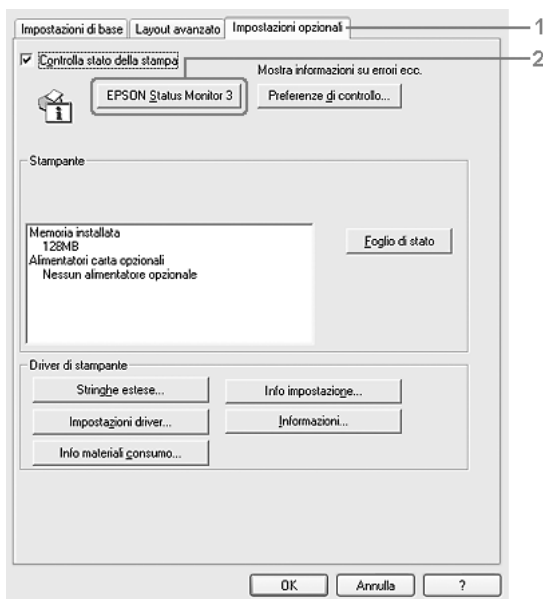 Impostazioni di base Layout avanzato Impostazioni opzionali 1
Controlla stato della stampa 2
Mostra informazioni su errori ecc.
EPSON Status Monitor 3 Preferenze di controllo...
Stampante
Memoria installata
128MB
Alimentatori carta opzionali
Nessun alimentatore opzionale
Foglio di stato
Driver di stampante
Stringhe estese... Info impostazione...
Impostazioni driver... Informazioni...
Info materiali consumo...
OK Annulla ?